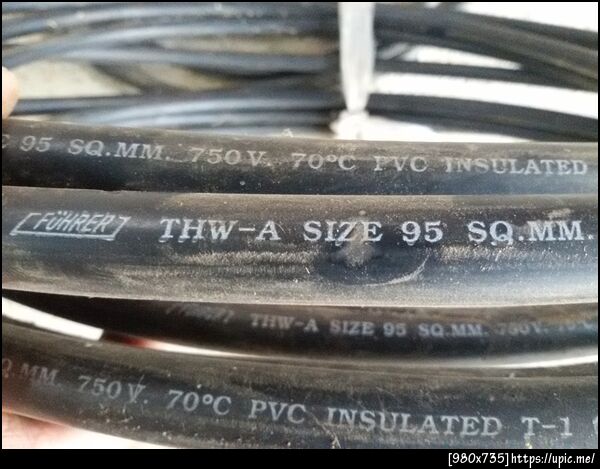 E 95 SQ.MM. 750V. 70°C PVC INSULATED
FÜHRER THW-A SIZE 95 SQ.MM.
THW-A SIZE 95 SQ.MM. 750V.
Q.MM. 750V. 70°C PVC INSULATED T-1
[980x735]https://upic.me/